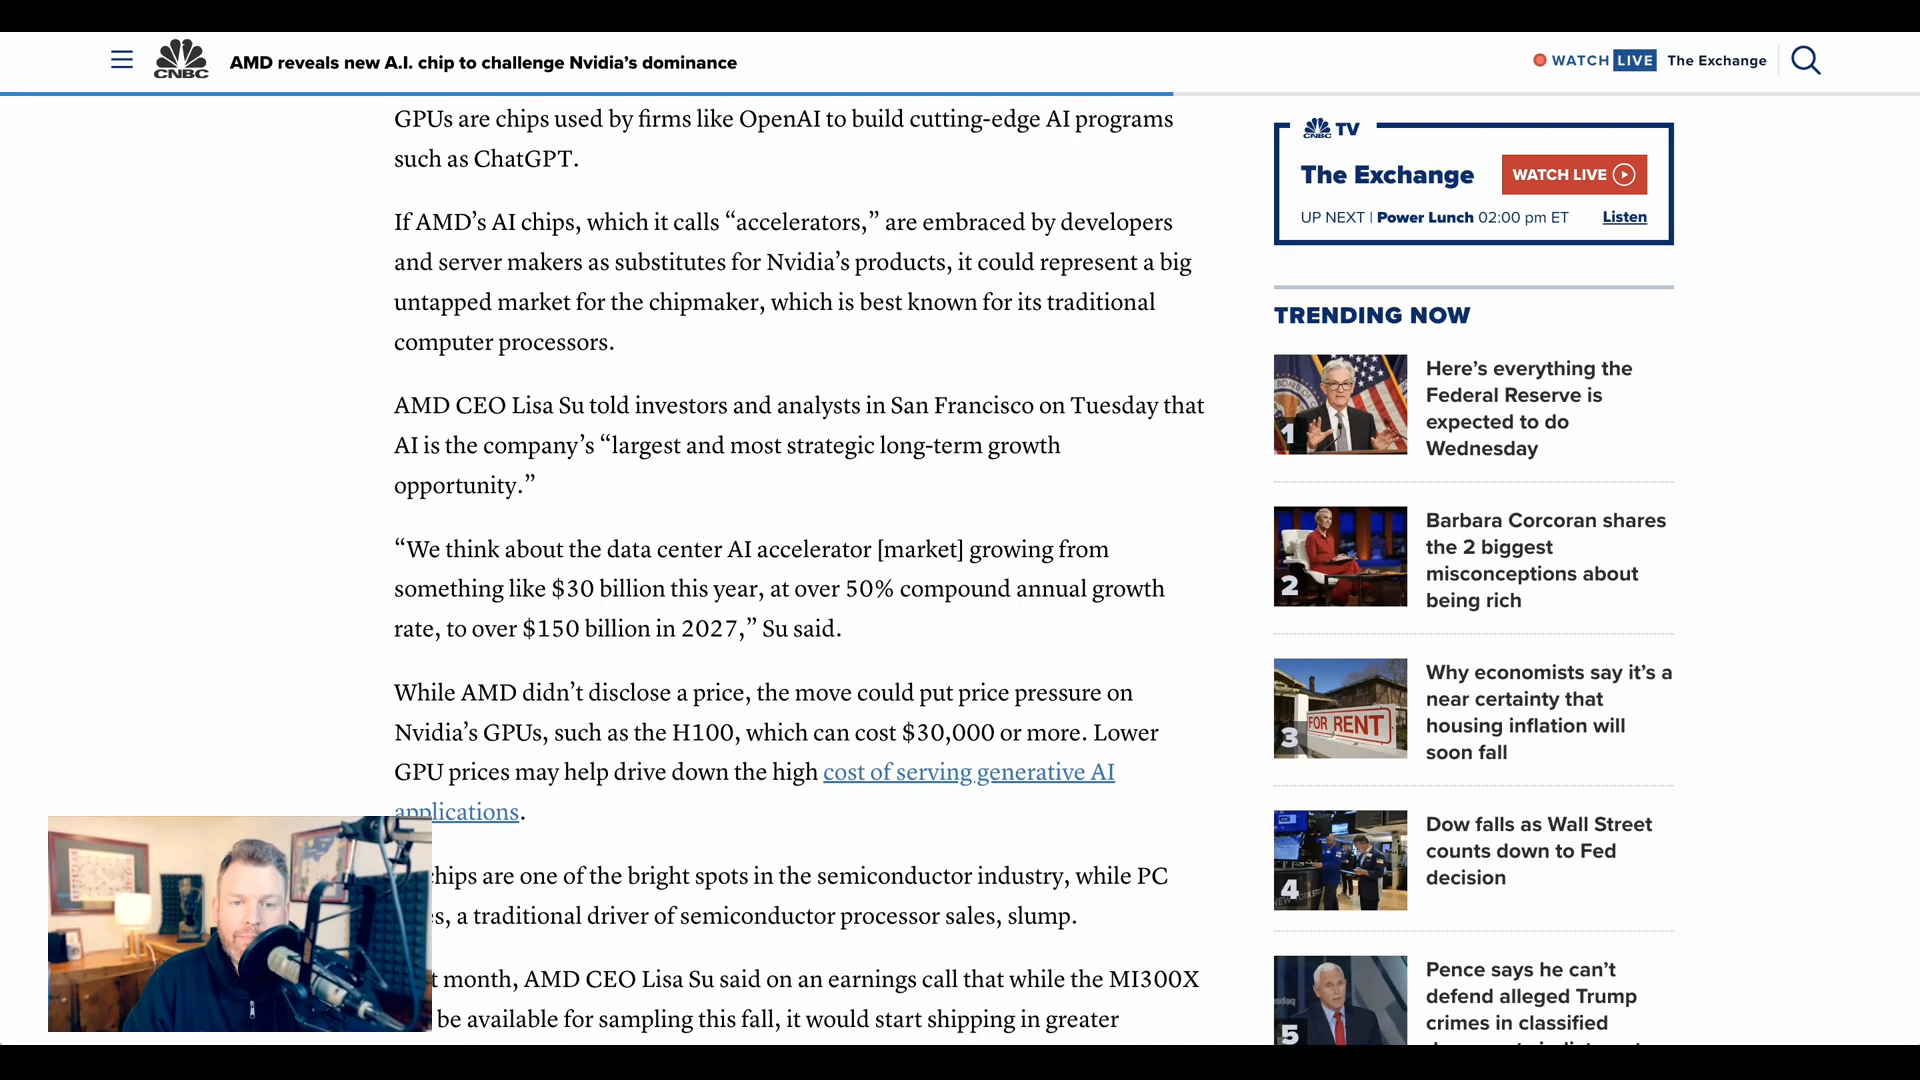 CNBC
AMD reveals new A.I. chip to challenge Nvidia’s dominance
WATCH LIVE The Exchange
GPUs are chips used by firms like OpenAI to build cutting-edge AI programs
such as ChatGPT.
If AMD’s AI chips, which it calls “accelerators,” are embraced by developers
and server makers as substitutes for Nvidia’s products, it could represent a big
untapped market for the chipmaker, which is best known for its traditional
computer processors.
AMD CEO Lisa Su told investors and analysts in San Francisco on Tuesday that
AI is the company’s “largest and most strategic long-term growth
opportunity.”
“We think about the data center AI accelerator [market] growing from
something like $30 billion this year, at over 50% compound annual growth
rate, to over $150 billion in 2027,” Su said.
While AMD didn’t disclose a price, the move could put price pressure on
Nvidia’s GPUs, such as the H100, which can cost $30,000 or more. Lower
GPU prices may help drive down the high cost of serving generative AI
applications.
chips are one of the bright spots in the semiconductor industry, while PC
s, a traditional driver of semiconductor processor sales, slump.
t month, AMD CEO Lisa Su said on an earnings call that while the MI300X
be available for sampling this fall, it would start shipping in greater
CNBC TV
The Exchange
WATCH LIVE
UP NEXT | Power Lunch 02:00 pm ET
Listen
TRENDING NOW
1
Here’s everything the
Federal Reserve is
expected to do
Wednesday
2
Barbara Corcoran shares
the 2 biggest
misconceptions about
being rich
3
FOR RENT
Why economists say it’s a
near certainty that
housing inflation will
soon fall
4
Dow falls as Wall Street
counts down to Fed
decision
5
Pence says he can’t
defend alleged Trump
crimes in classified